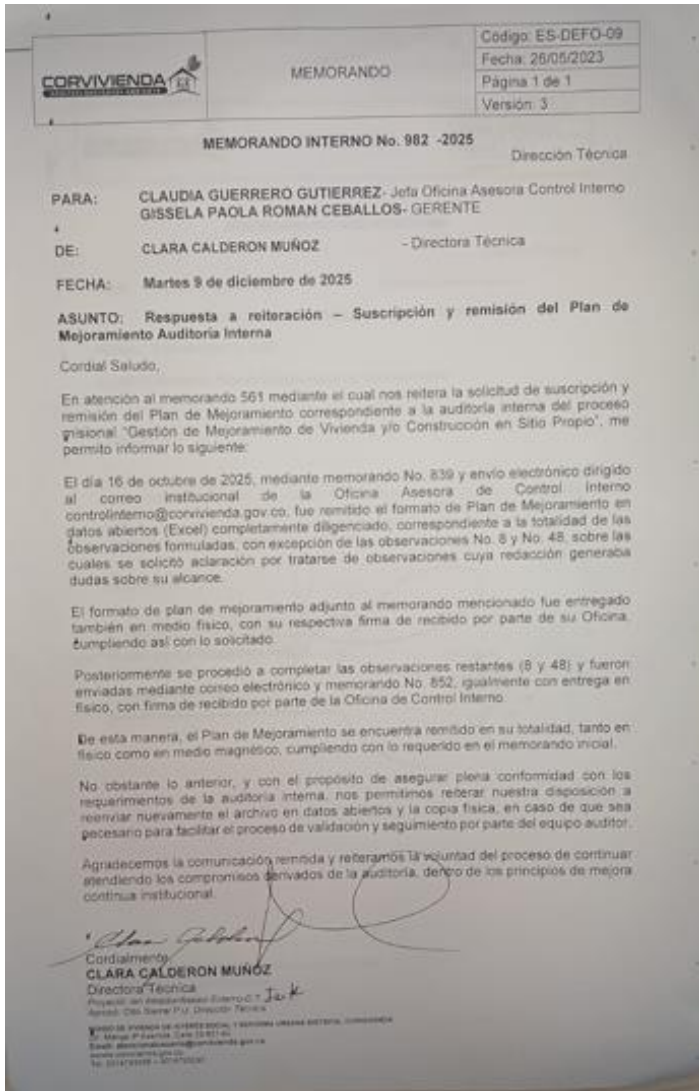 CORVIVIENDA
MEMORANDO
Código: ES-DEFO-09
Fecha: 26/05/2023
Página 1 de 1
Versión: 3
MEMORANDO INTERNO No. 982 -2025
Dirección Técnica
PARA: CLAUDIA GUERRERO GUTIERREZ- Jefa Oficina Asesora Control Interno
GISSELA PAOLA ROMAN CEBALLOS- GERENTE
DE: CLARA CALDERON MUÑOZ - Directora Técnica
FECHA: Martes 9 de diciembre de 2025
ASUNTO: Respuesta a reiteración – Suscripción y remisión del Plan de
Mejoramiento Auditoría Interna
Cordial Saludo,
En atención al memorando 561 mediante el cual nos reitera la solicitud de suscripción y
remisión del Plan de Mejoramiento correspondiente a la auditoría interna del proceso
misional “Gestión de Mejoramiento de Vivienda y/o Construcción en Sitio Propio”, me
permito informar lo siguiente:
El día 16 de octubre de 2025, mediante memorando No. 839 y envío electrónico dirigido
al correo institucional de la Oficina Asesora de Control Interno
controlinterno@corvivienda.gov.co, fue remitido el formato de Plan de Mejoramiento en
datos abiertos (Excel) completamente diligenciado, correspondiente a la totalidad de las
observaciones formuladas, con excepción de las observaciones No. 8 y No. 48, sobre las
cuales se solicitó aclaración por tratarse de observaciones cuya redacción generaba
dudas sobre su alcance.
El formato de plan de mejoramiento adjunto al memorando mencionado fue entregado
también en medio físico, con su respectiva firma de recibido por parte de su Oficina,
cumpliendo así con lo solicitado.
Posteriormente se procedió a completar las observaciones restantes (8 y 48) y fueron
enviadas mediante correo electrónico y memorando No. 852, igualmente con entrega en
físico, con firma de recibido por parte de la Oficina de Control Interno.
De esta manera, el Plan de Mejoramiento se encuentra remitido en su totalidad, tanto en
físico como en medio magnético, cumpliendo con lo requerido en el memorando inicial.
No obstante lo anterior, y con el propósito de asegurar plena conformidad con los
requerimientos de la auditoría interna, nos permitimos reiterar nuestra disposición a
reenviar nuevamente el archivo en datos abiertos y la copia física, en caso de que sea
necesario para facilitar el proceso de validación y seguimiento por parte del equipo auditor.
Agradecemos la comunicación remitida y reiteramos la voluntad del proceso de continuar
atendiendo los compromisos derivados de la auditoría, dentro de los principios de mejora
continua institucional.
Cordialmente,
CLARA CALDERON MUÑOZ
Directora Técnica
FONDO DE VIVIENDA DE INTERÉS SOCIAL Y REFORMA URBANA DISTRITAL, CORVIVIENDA